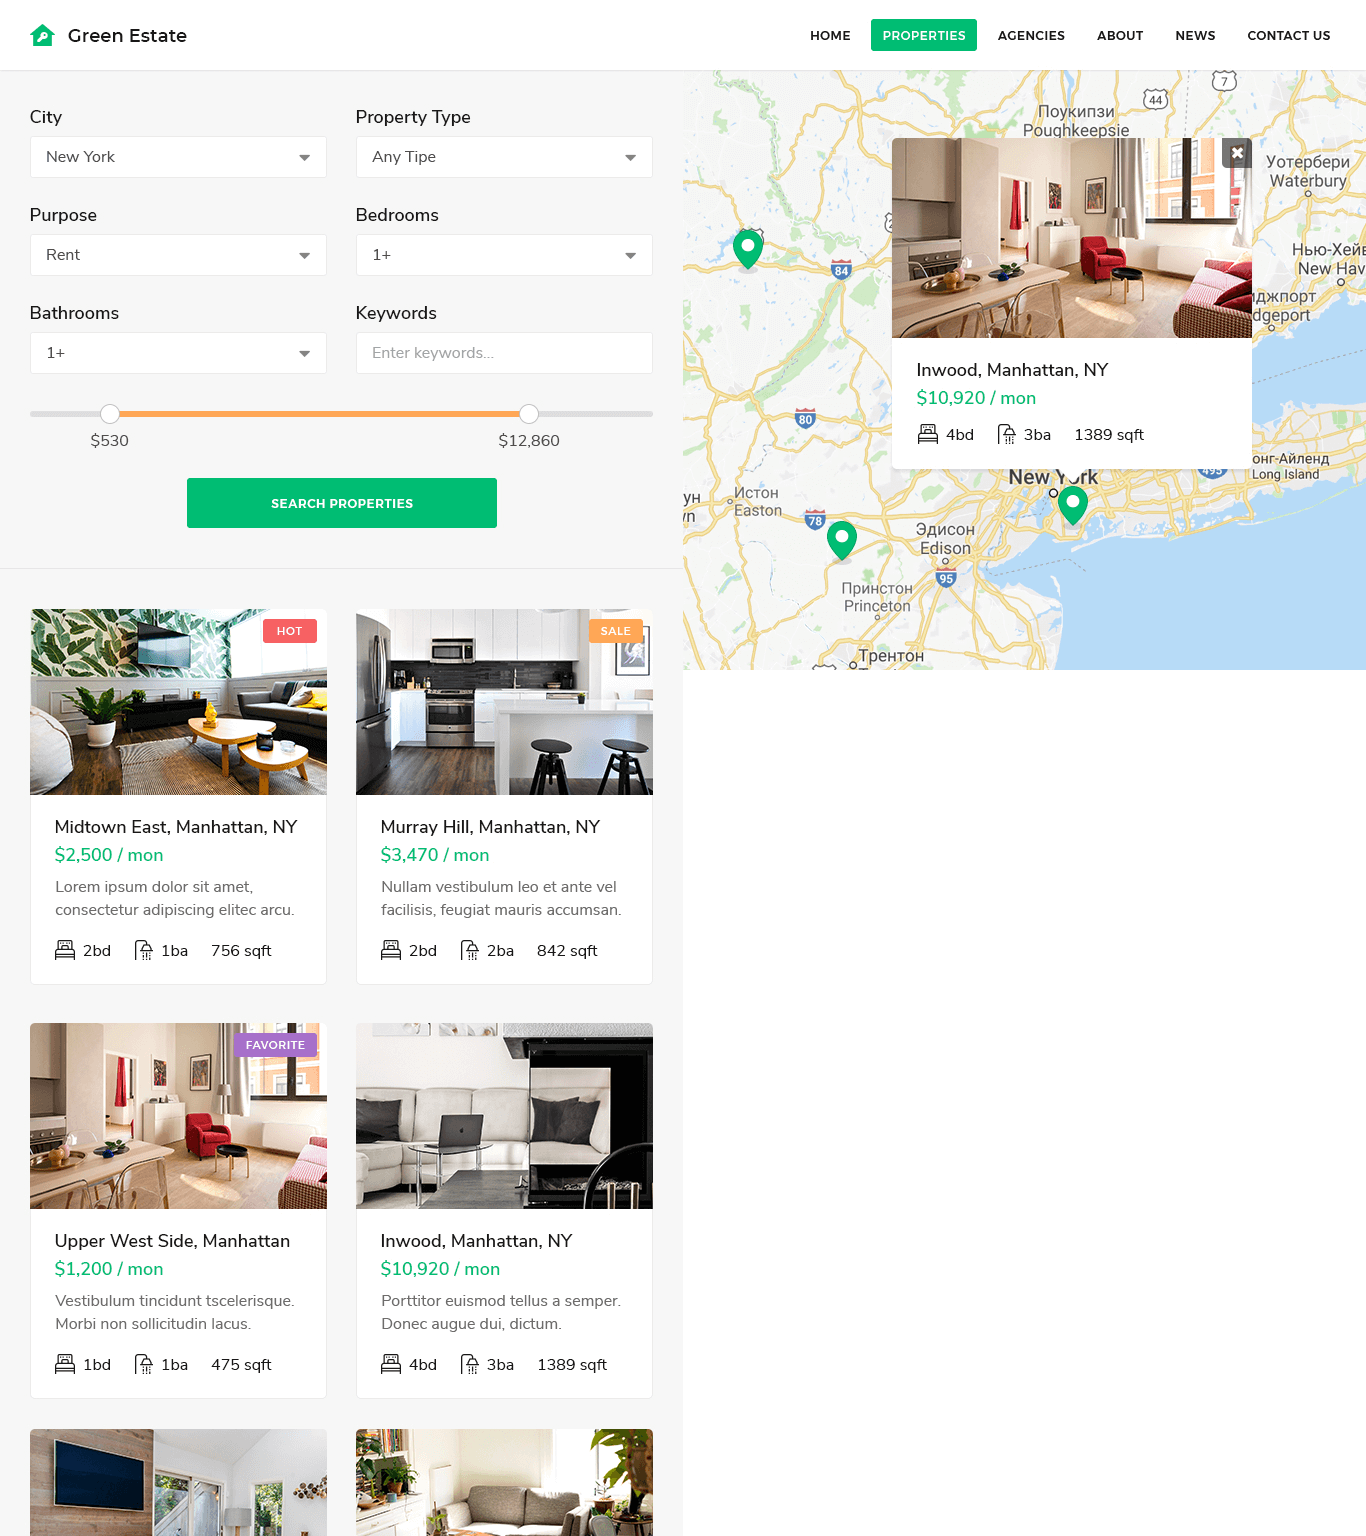 Green Estate
HOME
PROPERTIES
AGENCIES
ABOUT
NEWS
CONTACT US
City
Property Type
New York
Any Tipe
Purpose
Bedrooms
Rent
1+
Bathrooms
Keywords
1+
Enter keywords...
$530
$12,860
SEARCH PROPERTIES
7
44
Поукипзи
Poughkeepsie
Уотербери
Waterbury
84
Нью-Хейв
New Hav
иджпорт
dgeport
Inwood, Manhattan, NY
$10,920 / mon
4bd
3ba
1389 sqft
80
онг-Айленд
Long Island
495
New York
ун
Истон
Easton
78
Эдисон
Edison
95
Принстон
Princeton
Трентон
HOT
Midtown East, Manhattan, NY
$2,500 / mon
Lorem ipsum dolor sit amet,
consectetur adipiscing elitec arcu.
2bd
1ba
756 sqft
SALE
Murray Hill, Manhattan, NY
$3,470 / mon
Nullam vestibulum leo et ante vel
facilisis, feugiat mauris accumsan.
2bd
2ba
842 sqft
FAVORITE
Upper West Side, Manhattan
$1,200 / mon
Vestibulum tincidunt tscelerisque.
Morbi non sollicitudin lacus.
1bd
1ba
475 sqft
Inwood, Manhattan, NY
$10,920 / mon
Porttitor euismod tellus a semper.
Donec augue dui, dictum.
4bd
3ba
1389 sqft